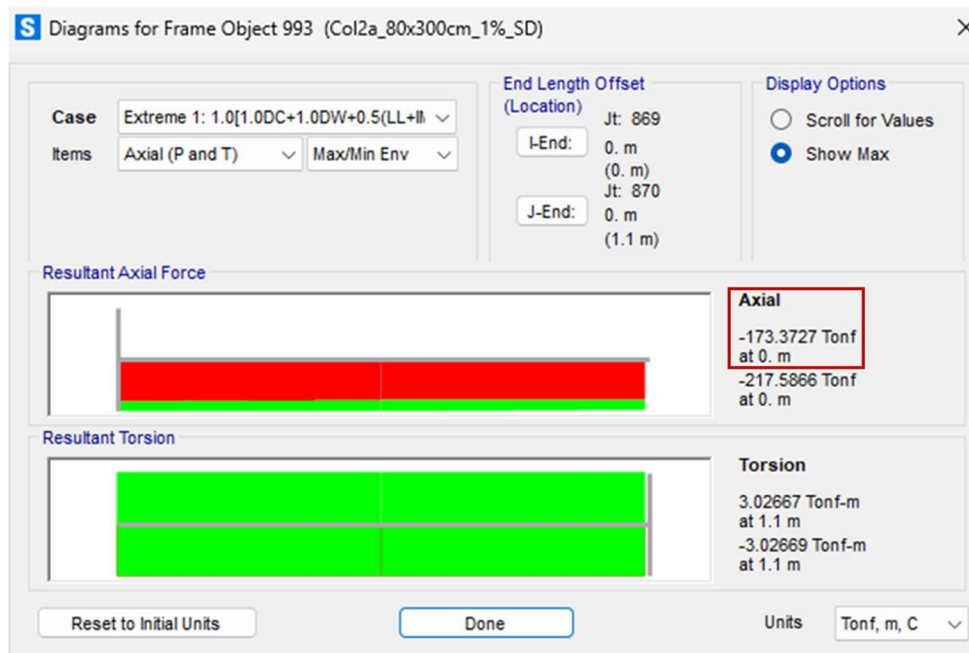 S Diagrams for Frame Object 993 (Col2a_80x300cm_1%_SD)
Case Extreme 1: 1.0[1.0DC+1.0DW+0.5(LL+I
Items Axial (P and T) Max/Min Env
End Length Offset
(Location)
I-End:
Jt: 869
0. m
(0. m)
J-End:
Jt: 870
0. m
(1.1 m)
Display Options
Scroll for Values
Show Max
Resultant Axial Force
Axial
-173.3727 Tonf
at 0. m
-217.5866 Tonf
at 0. m
Resultant Torsion
Torsion
3.02667 Tonf-m
at 1.1 m
-3.02669 Tonf-m
at 1.1 m
Reset to Initial Units
Done
Units Tonf, m, C